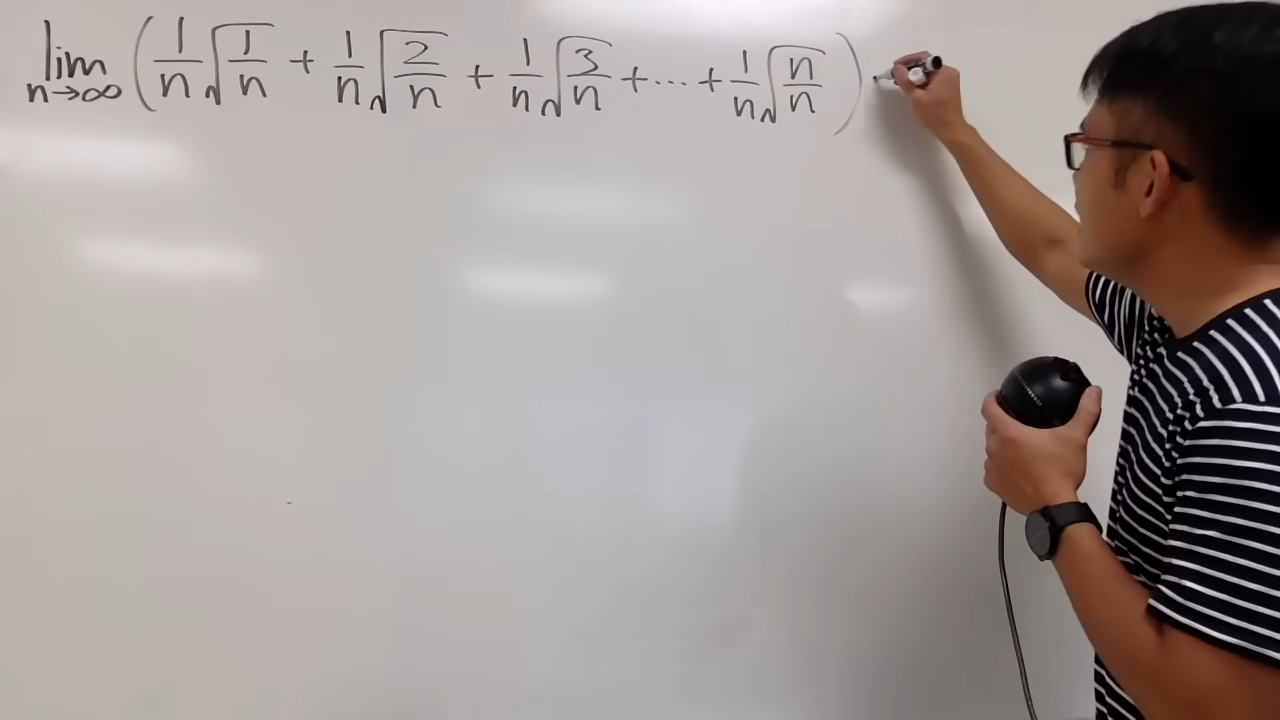 lim n→∞ ( 1/n √(1/n) + 1/n √(2/n) + 1/n √(3/n) + ⋯ + 1/n √(n/n) )